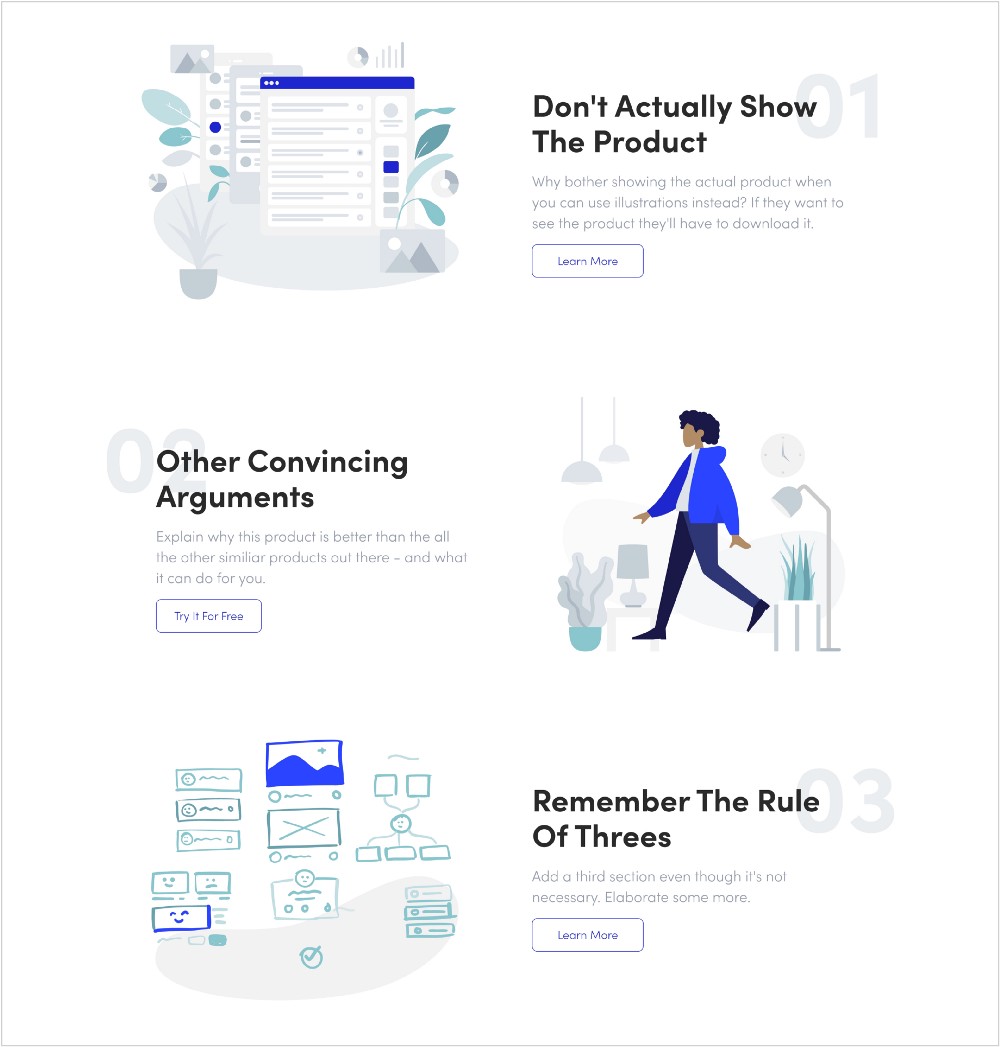 01
Don't Actually Show
The Product
Why bother showing the actual product when
you can use illustrations instead? If they want to
see the product they'll have to download it.
Learn More
02
Other Convincing
Arguments
Explain why this product is better than the all
the other similiar products out there – and what
it can do for you.
Try It For Free
03
Remember The Rule
Of Threes
Add a third section even though it's not
necessary. Elaborate some more.
Learn More